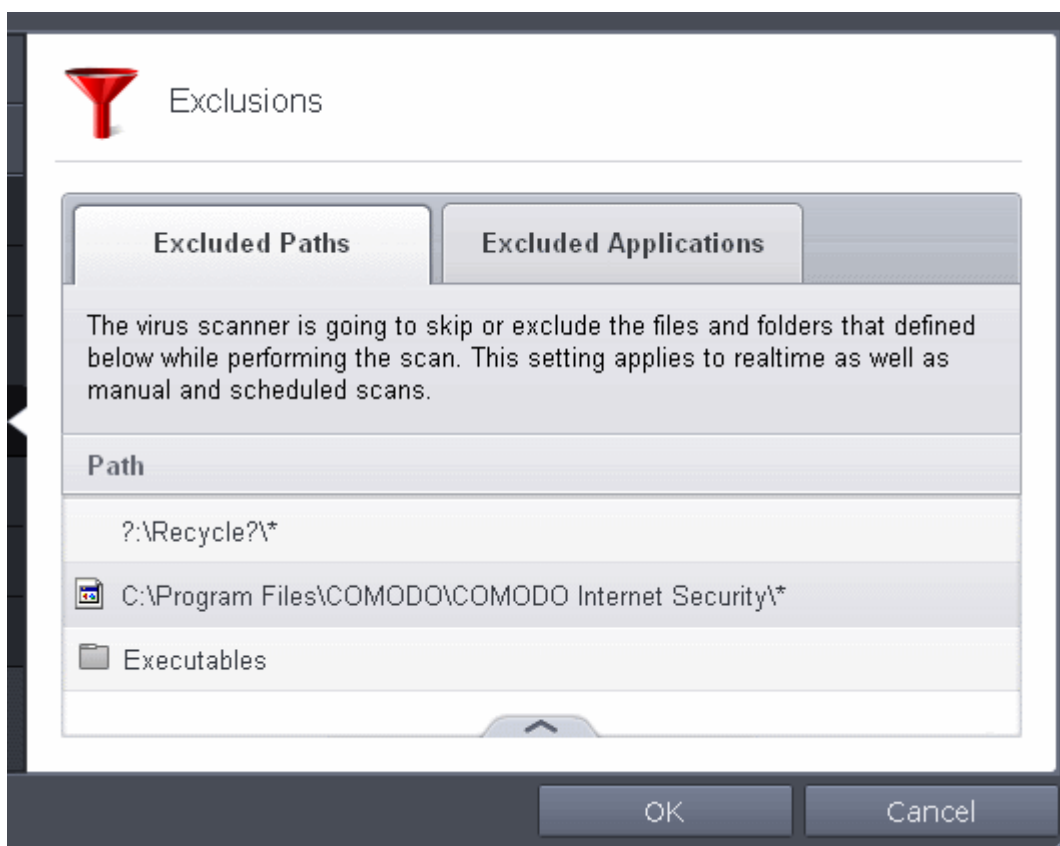 Exclusions
Excluded Paths
Excluded Applications
The virus scanner is going to skip or exclude the files and folders that defined
below while performing the scan. This setting applies to realtime as well as
manual and scheduled scans.
Path
?:\Recycle?\*
C:\Program Files\COMODO\COMODO Internet Security\*
Executables
OK
Cancel